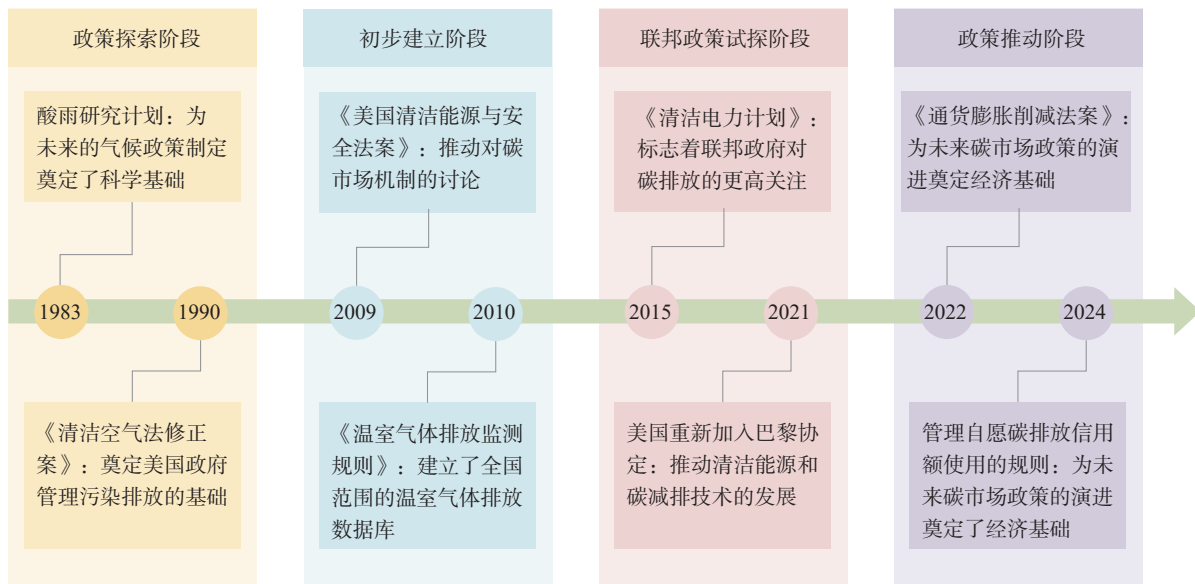 政策探索阶段
酸雨研究计划：为
未来的气候政策制定
奠定了科学基础
1983
1990
《清洁空气法修正
案》：奠定美国政府
管理污染排放的基础
初步建立阶段
《美国清洁能源与安
全法案》：推动对碳
市场机制的讨论
2009
2010
《温室气体排放监测
规则》：建立了全国
范围的温室气体排放
数据库
联邦政策试探阶段
《清洁电力计划》：
标志着联邦政府对
碳排放的更高关注
2015
2021
美国重新加入巴黎协
定：推动清洁能源和
碳减排技术的发展
政策推动阶段
《通货膨胀削减法案》：
为未来碳市场政策的演
进奠定经济基础
2022
2024
管理自愿碳排放信用
额使用的规则：为未
来碳市场政策的演进
奠定了经济基础